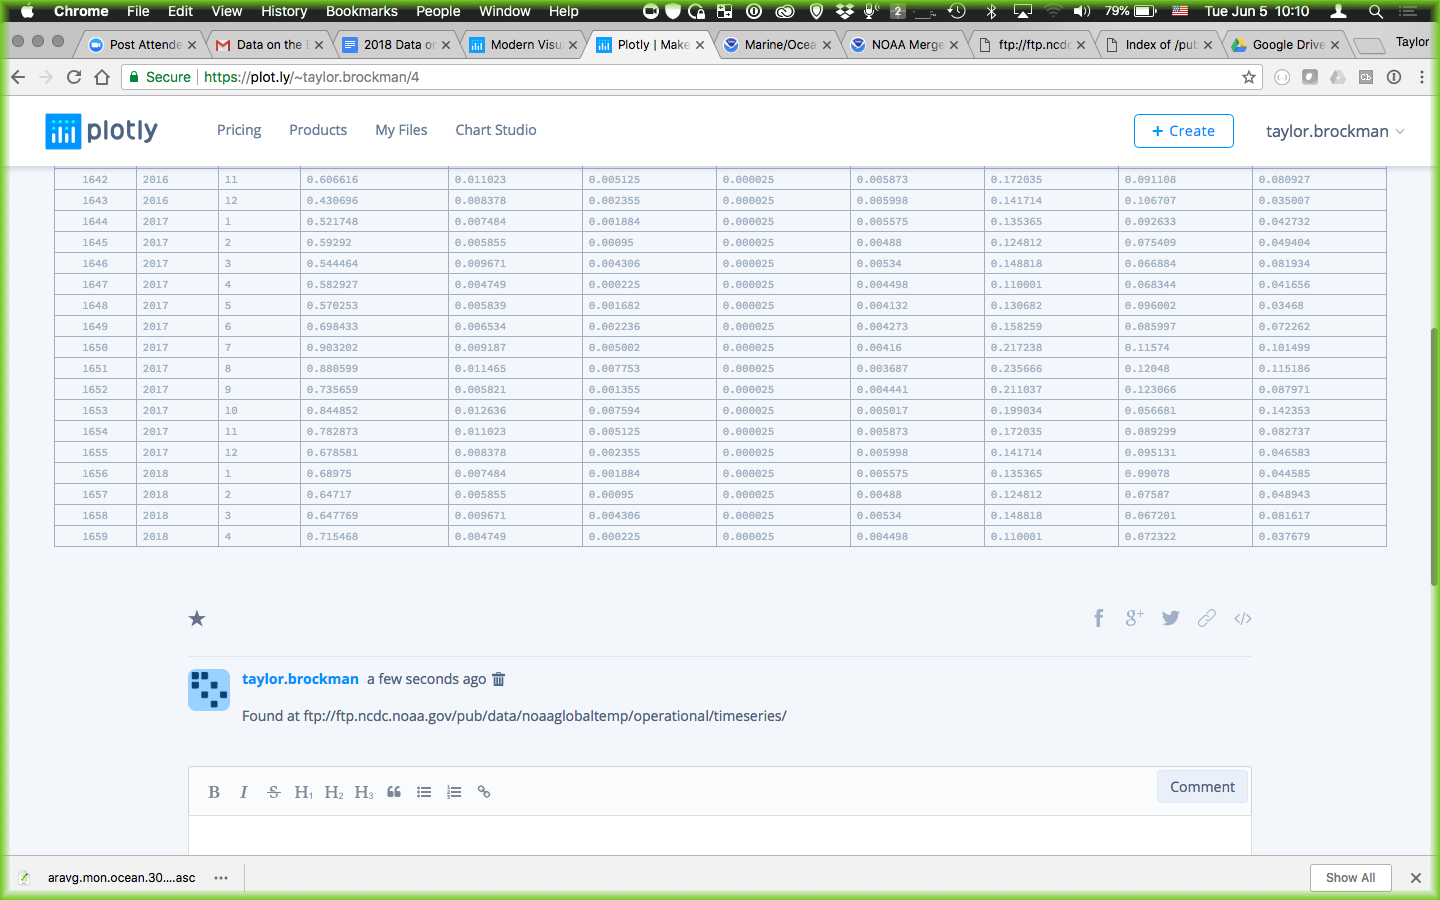 Chrome File Edit View History Bookmarks People Window Help 2 79% Tue Jun 5 10:10
Post Attende Data on the E 2018 Data or Modern Visu Plotly | Make Marine/Ocea NOAA Merge ftp://ftp.ncdc Index of /pub Google Drive Taylor
Secure https://plot.ly/~taylor.brockman/4
plotly Pricing Products My Files Chart Studio + Create taylor.brockman
1642 2016 11 0.606616 0.011023 0.005125 0.000025 0.005873 0.172035 0.091108 0.080927
1643 2016 12 0.430696 0.008378 0.002355 0.000025 0.005998 0.141714 0.106707 0.035007
1644 2017 1 0.521748 0.007484 0.001884 0.000025 0.005575 0.135365 0.092633 0.042732
1645 2017 2 0.59292 0.005855 0.00095 0.000025 0.00488 0.124812 0.075409 0.049404
1646 2017 3 0.544464 0.009671 0.004306 0.000025 0.00534 0.148818 0.066884 0.081934
1647 2017 4 0.582927 0.004749 0.000225 0.000025 0.004498 0.110001 0.068344 0.041656
1648 2017 5 0.570253 0.005839 0.001682 0.000025 0.004132 0.130682 0.096002 0.03468
1649 2017 6 0.698433 0.006534 0.002236 0.000025 0.004273 0.158259 0.085997 0.072262
1650 2017 7 0.903202 0.009187 0.005002 0.000025 0.00416 0.217238 0.11574 0.101499
1651 2017 8 0.880599 0.011465 0.007753 0.000025 0.003687 0.235666 0.12048 0.115186
1652 2017 9 0.735659 0.005821 0.001355 0.000025 0.004441 0.211037 0.123066 0.087971
1653 2017 10 0.844852 0.012636 0.007594 0.000025 0.005017 0.199034 0.056681 0.142353
1654 2017 11 0.782873 0.011023 0.005125 0.000025 0.005873 0.172035 0.089299 0.082737
1655 2017 12 0.678581 0.008378 0.002355 0.000025 0.005998 0.141714 0.095131 0.046583
1656 2018 1 0.68975 0.007484 0.001884 0.000025 0.005575 0.135365 0.09078 0.044585
1657 2018 2 0.64717 0.005855 0.00095 0.000025 0.00488 0.124812 0.07587 0.048943
1658 2018 3 0.647769 0.009671 0.004306 0.000025 0.00534 0.148818 0.067201 0.081617
1659 2018 4 0.715468 0.004749 0.000225 0.000025 0.004498 0.110001 0.072322 0.037679
taylor.brockman a few seconds ago
Found at ftp://ftp.ncdc.noaa.gov/pub/data/noaaglobaltemp/operational/timeseries/
B I S H1 H2 H3 Comment
aravg.mon.ocean.30....asc Show All